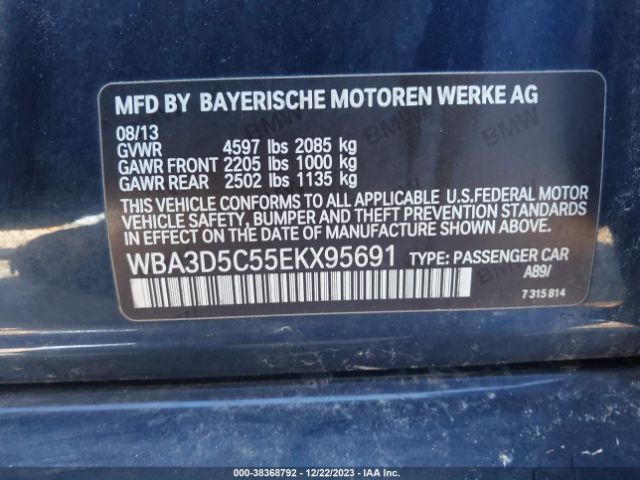 MFD BY BAYERISCHE MOTOREN WERKE AG
08/13
GVWR 4597 lbs 2085 kg
GAWR FRONT 2205 lbs 1000 kg
GAWR REAR 2502 lbs 1135 kg
THIS VEHICLE CONFORMS TO ALL APPLICABLE U.S.FEDERAL MOTOR
VEHICLE SAFETY, BUMPER AND THEFT PREVENTION STANDARDS
IN EFFECT ON THE DATE OF MANUFACTURE SHOWN ABOVE.
WBA3D5C55EKX95691 TYPE: PASSENGER CAR
A89/
7 315 814
000-38368792 - 12/22/2023 - IAA Inc.